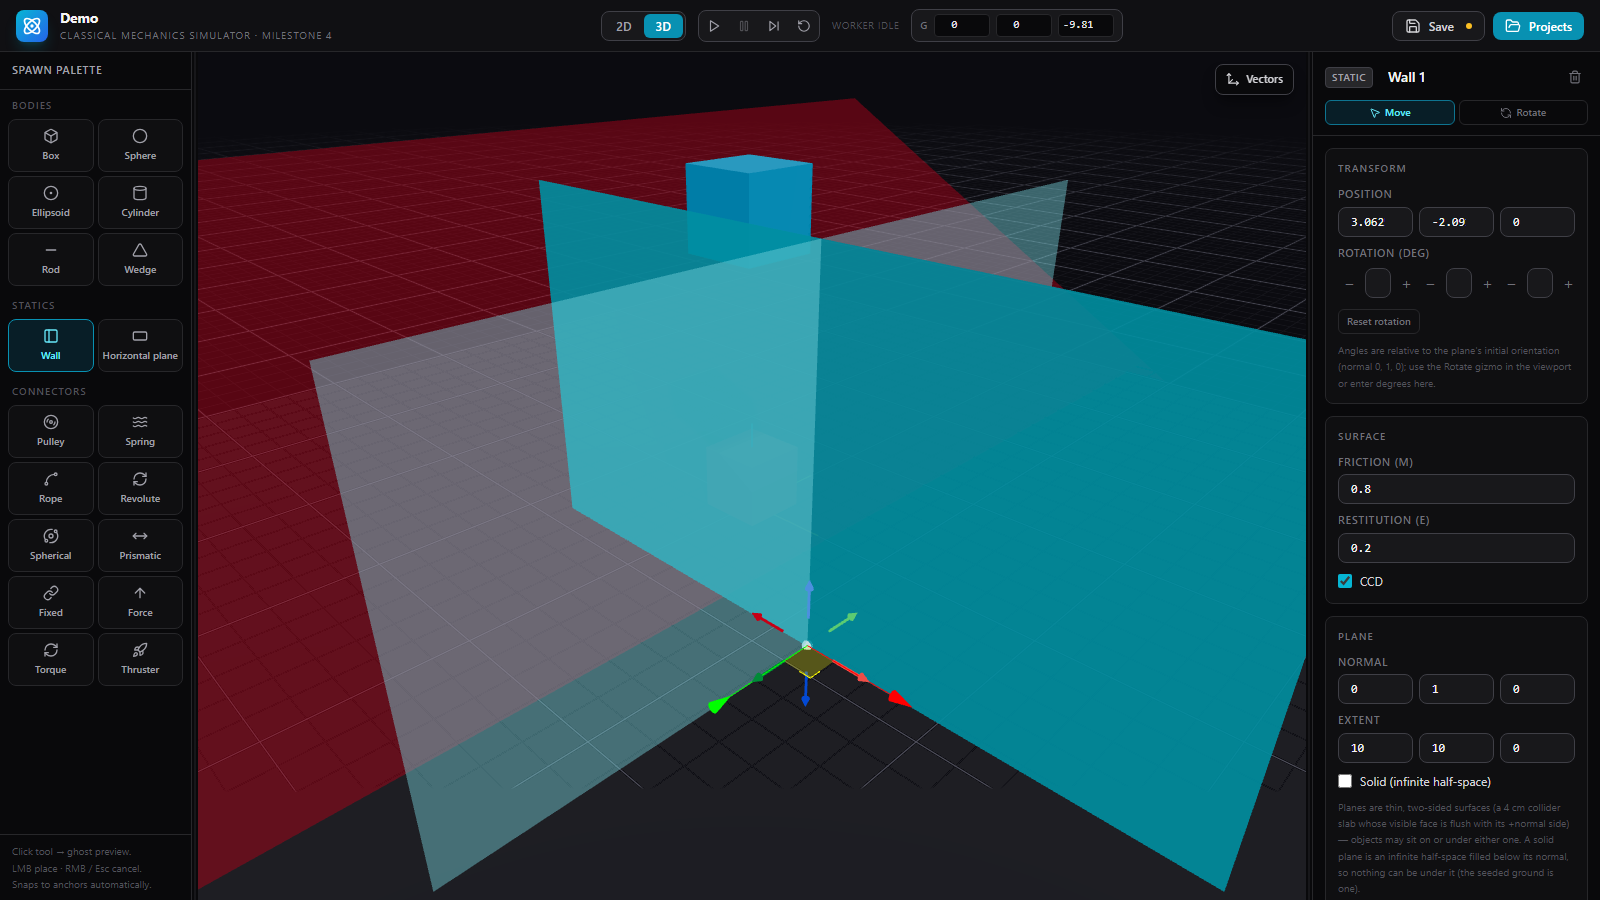 Demo
CLASSICAL MECHANICS SIMULATOR · MILESTONE 4
2D 3D
WORKER IDLE
G 0 0 -9.81
Save
Projects
SPAWN PALETTE
BODIES
Box Sphere
Ellipsoid Cylinder
Rod Wedge
STATICS
Wall Horizontal plane
CONNECTORS
Pulley Spring
Rope Revolute
Spherical Prismatic
Fixed Force
Torque Thruster
Click tool → ghost preview.
LMB place · RMB / Esc cancel.
Snaps to anchors automatically.
Vectors
STATIC Wall 1
Move Rotate
TRANSFORM
POSITION
3.062 -2.09 0
ROTATION (DEG)
− + − + − +
Reset rotation
Angles are relative to the plane's initial orientation
(normal 0, 1, 0); use the Rotate gizmo in the viewport
or enter degrees here.
SURFACE
FRICTION (Μ)
0.8
RESTITUTION (E)
0.2
CCD
PLANE
NORMAL
0 1 0
EXTENT
10 10 0
Solid (infinite half-space)
Planes are thin, two-sided surfaces (a 4 cm collider
slab whose visible face is flush with its +normal side)
— objects may sit on or under either one. A solid
plane is an infinite half-space filled below its normal,
so nothing can be under it (the seeded ground is
one).